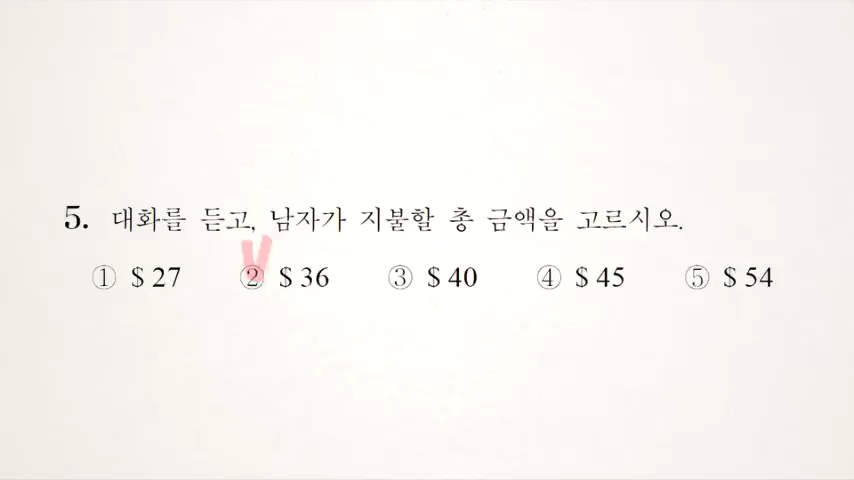 5. 대화를 듣고, 남자가 지불할 총 금액을 고르시오.
① $ 27 ② $ 36 ③ $ 40 ④ $ 45 ⑤ $ 54